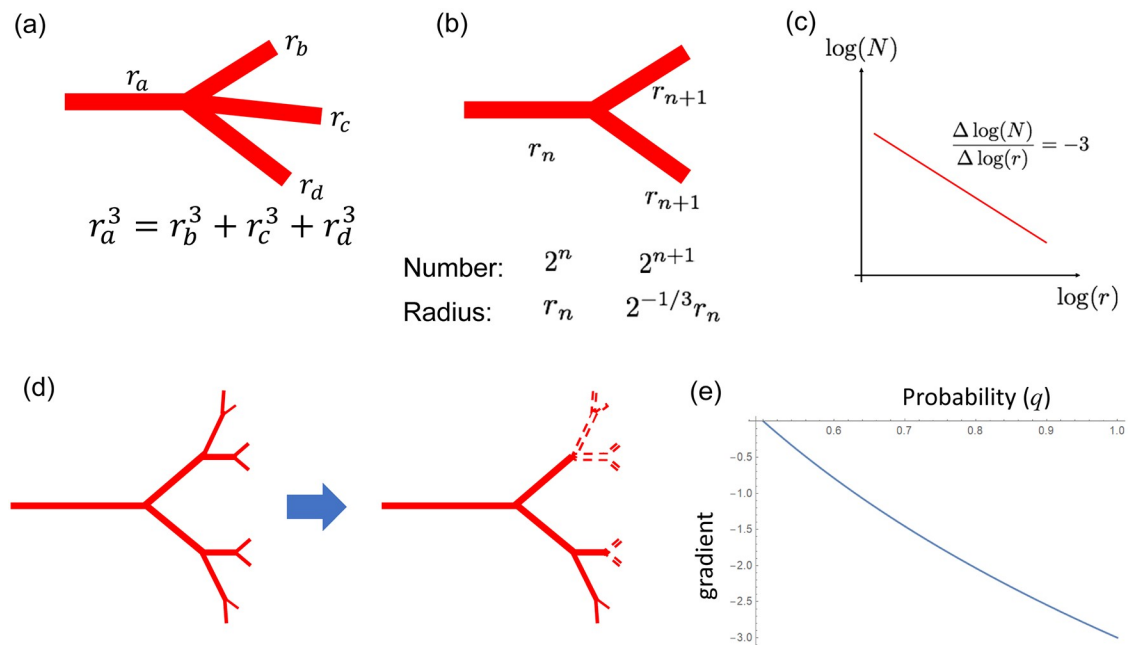 (a)
r_a
r_b
r_c
r_d
r_a^3 = r_b^3 + r_c^3 + r_d^3
(b)
r_n
r_{n+1}
r_{n+1}
Number: 2^n 2^{n+1}
Radius: r_n 2^{-1/3}r_n
(c)
log(N)
Δ log(N)
Δ log(r) = −3
log(r)
(d)
(e)
Probability (q)
0.6 0.7 0.8 0.9 1.0
−0.5
−1.0
−1.5
−2.0
−2.5
−3.0
gradient